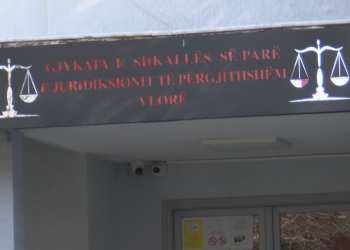 GJYKATA E SHKALLËS SË PARË
E JURIDIKSIONIT TË PËRGJITHSHËM
VLORË